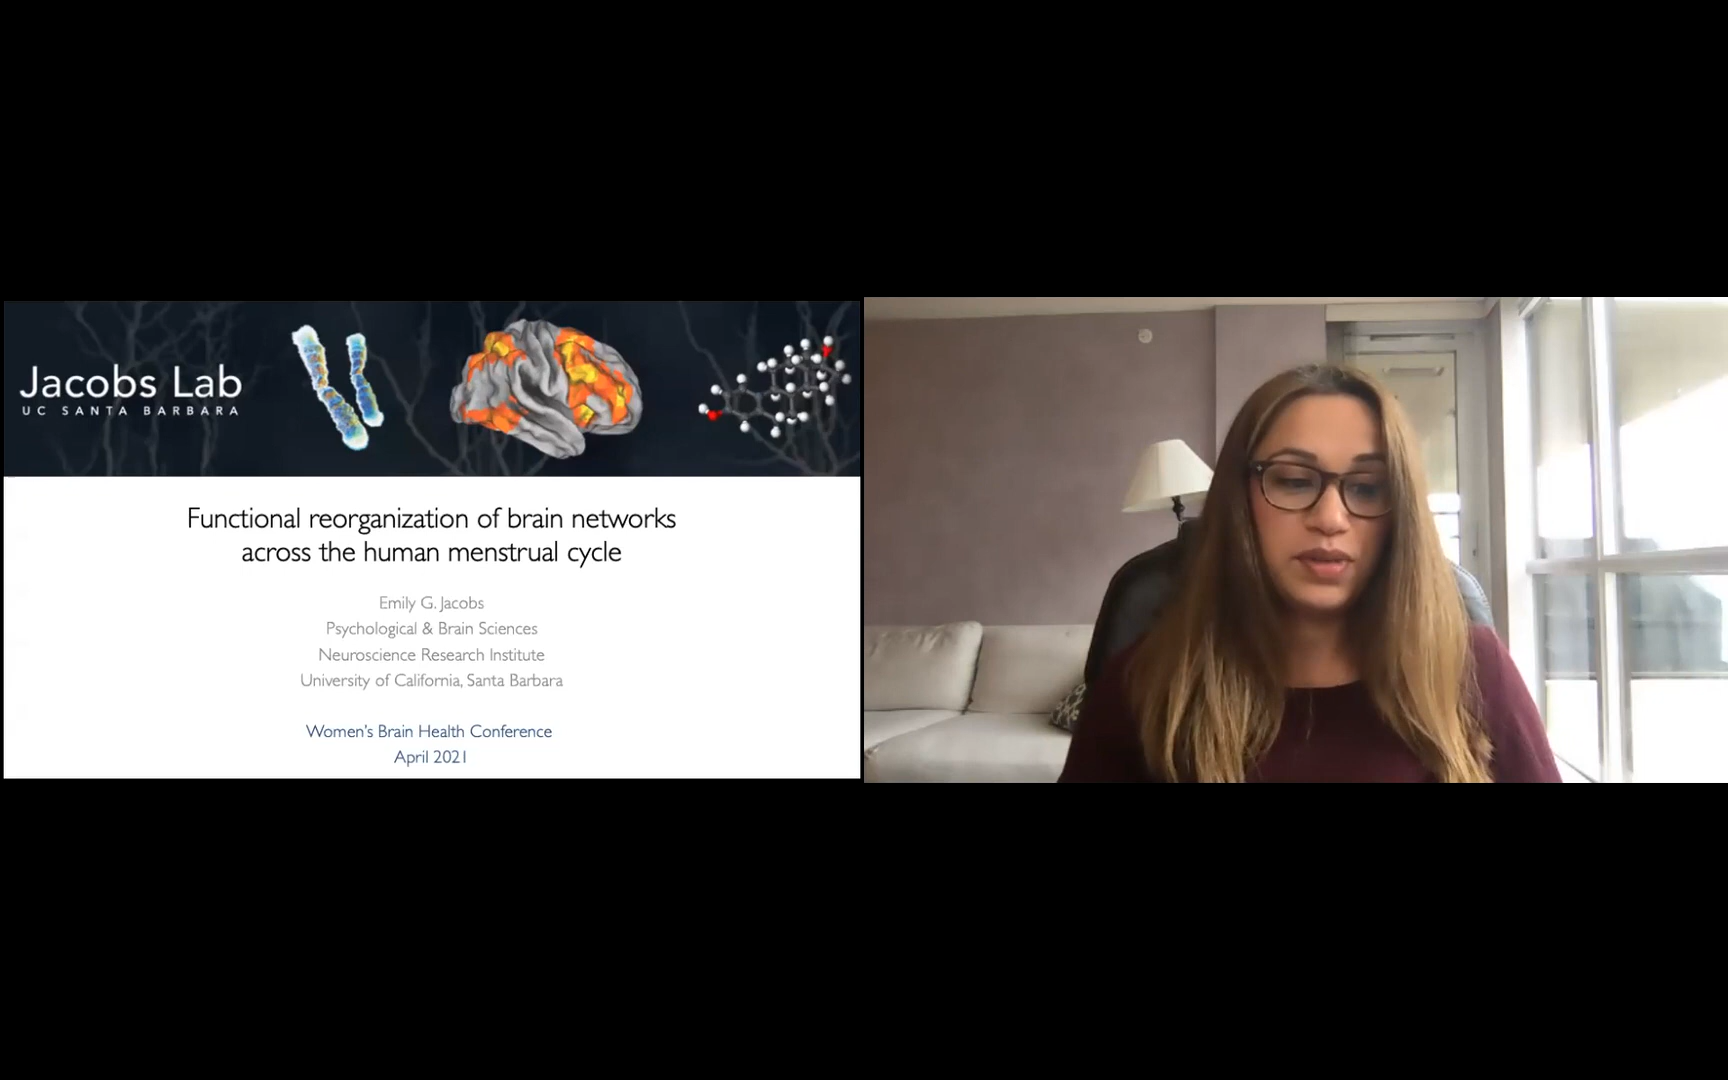 Jacobs Lab
UC SANTA BARBARA
Functional reorganization of brain networks
across the human menstrual cycle
Emily G. Jacobs
Psychological & Brain Sciences
Neuroscience Research Institute
University of California, Santa Barbara
Women's Brain Health Conference
April 2021